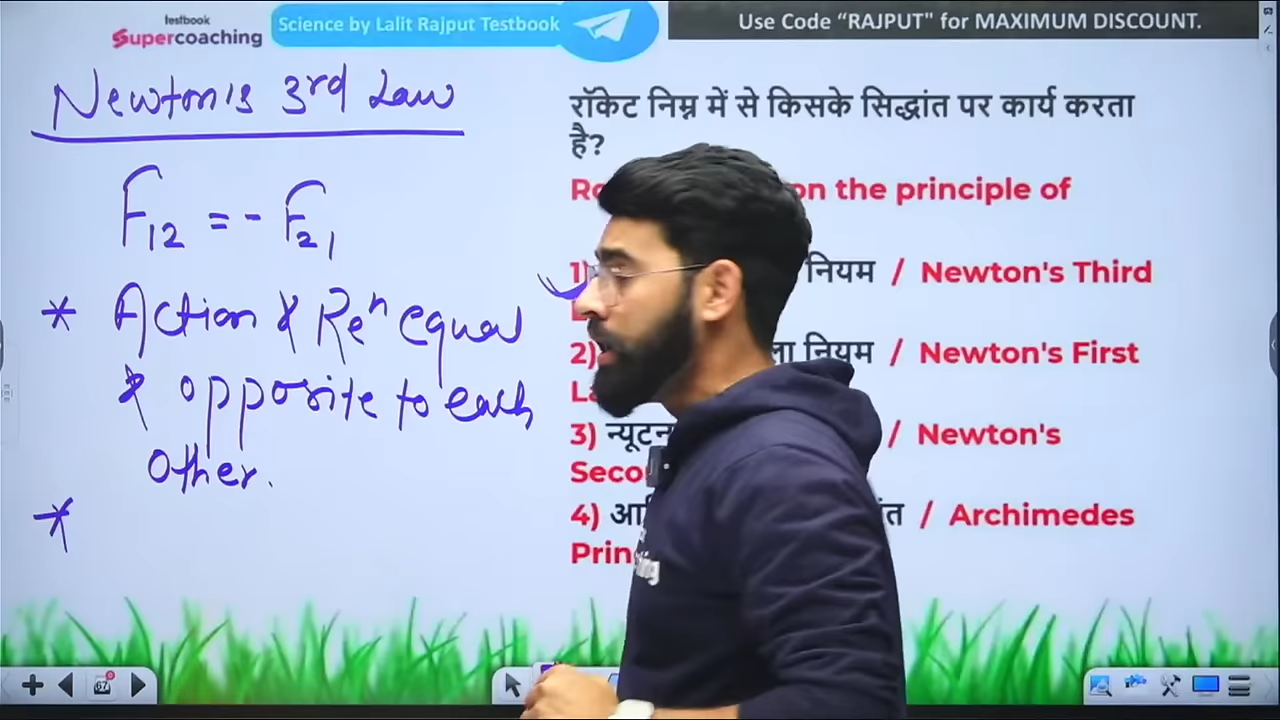 testbook
Supercoaching
Science by Lalit Rajput Testbook
Use Code “RAJPUT" for MAXIMUM DISCOUNT.
Newton's 3rd Law
F12 = - F21
* Action & Ren equal
& opposite to each
other.
*
रॉकेट निम्न में से किसके सिद्धांत पर कार्य करता
है?
on the principle of
1) नियम / Newton's Third
2) नियम / Newton's First
3) / Newton's
4) / Archimedes
67